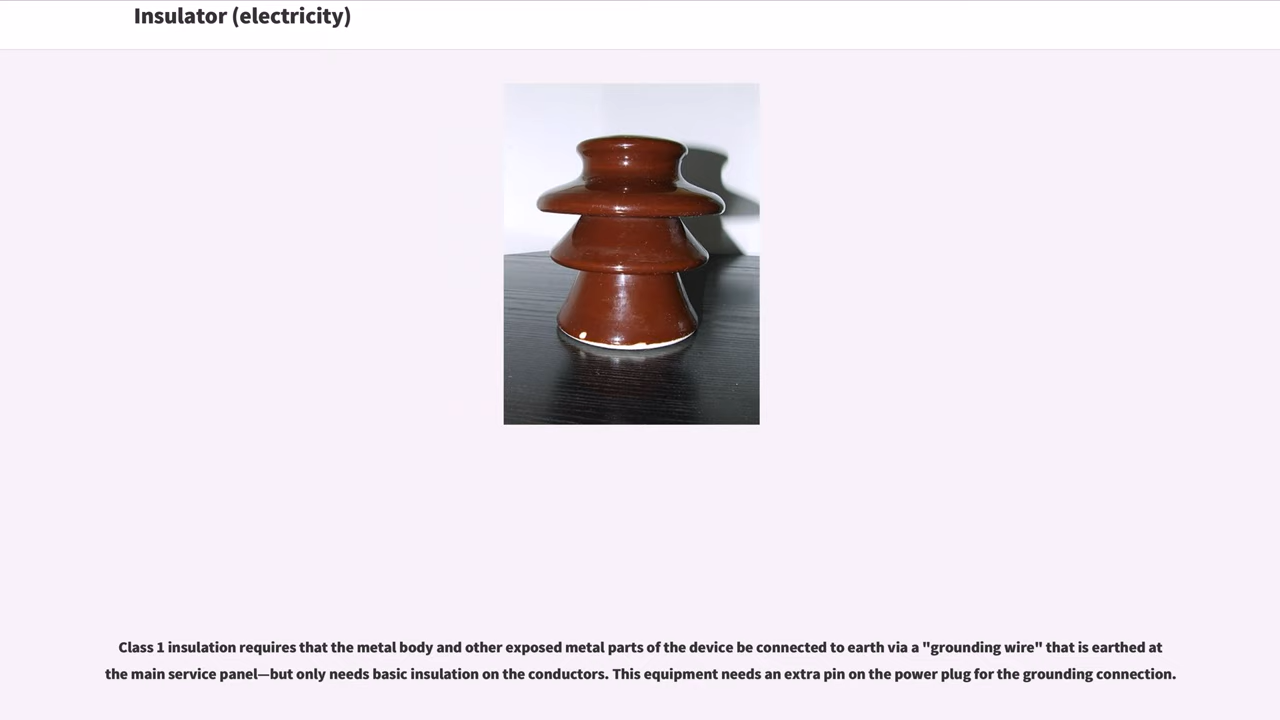 Insulator (electricity)
Class 1 insulation requires that the metal body and other exposed metal parts of the device be connected to earth via a "grounding wire" that is earthed at
the main service panel—but only needs basic insulation on the conductors. This equipment needs an extra pin on the power plug for the grounding connection.